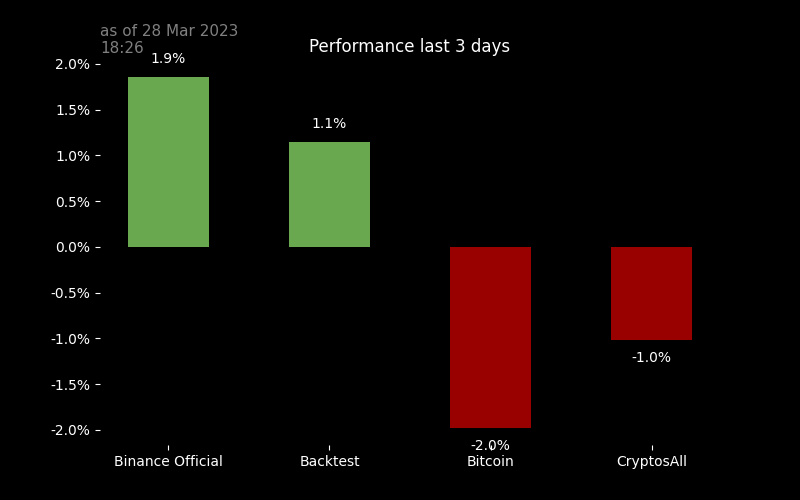 as of 28 Mar 2023
18:26
Performance last 3 days
2.0%
1.5%
1.0%
0.5%
0.0%
-0.5%
-1.0%
-1.5%
-2.0%
1.9%
1.1%
-2.0%
-1.0%
Binance Official
Backtest
Bitcoin
CryptosAll